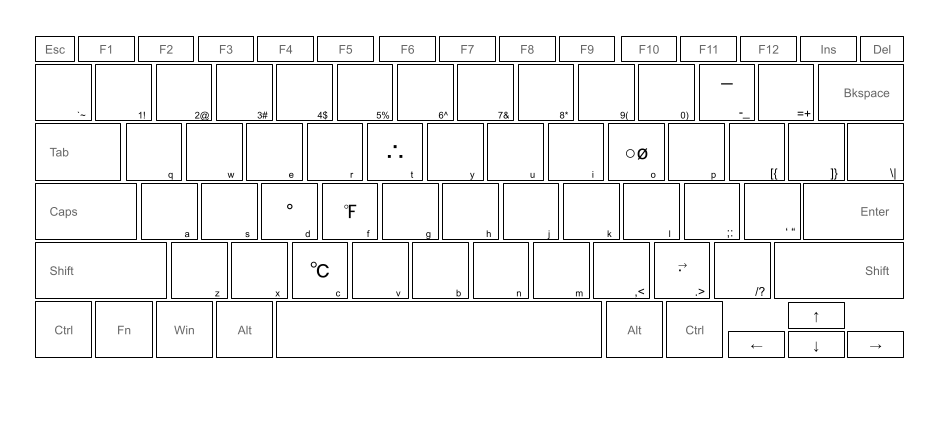 Esc F1 F2 F3 F4 F5 F6 F7 F8 F9 F10 F11 F12 Ins Del
`~ 1! 2@ 3# 4$ 5% 6^ 7& 8* 9( 0) — -_ =+ Bkspace
Tab q w e r ∴ t y u i ○ø o p [{ ]} \|
Caps a s ° d °F f g h j k l ;: ' " Enter
Shift z x °C c v b n m ,< .> /? Shift
Ctrl Fn Win Alt Alt Ctrl ← ↑ ↓ →